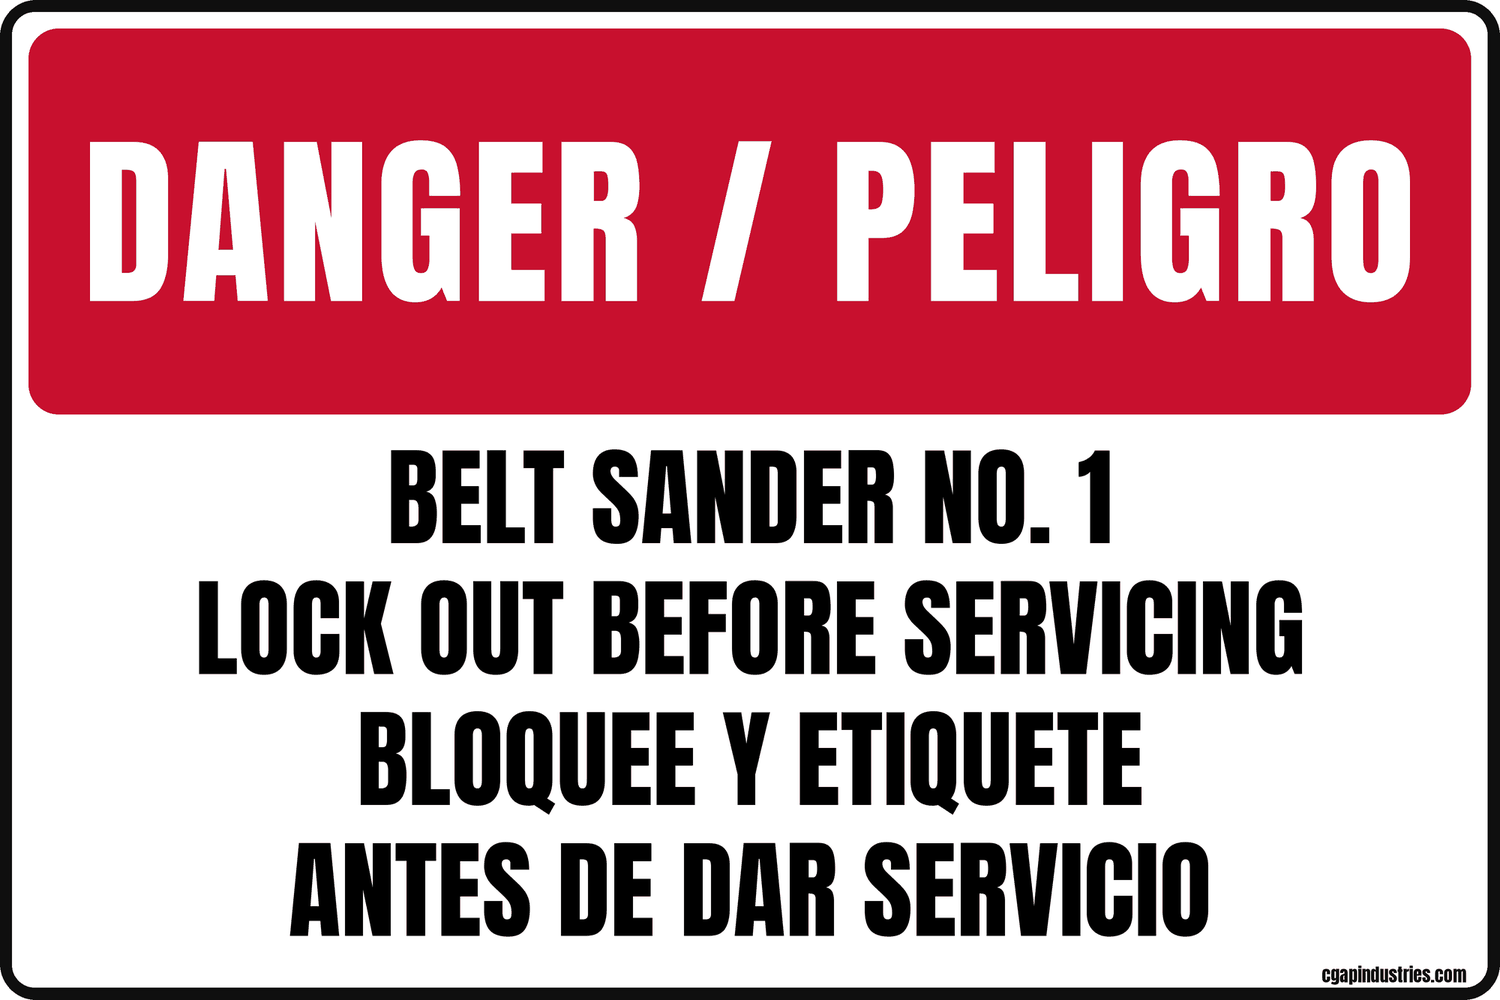 DANGER / PELIGRO
BELT SANDER NO. 1
LOCK OUT BEFORE SERVICING
BLOQUEE Y ETIQUETE
ANTES DE DAR SERVICIO
cgapindustries.com